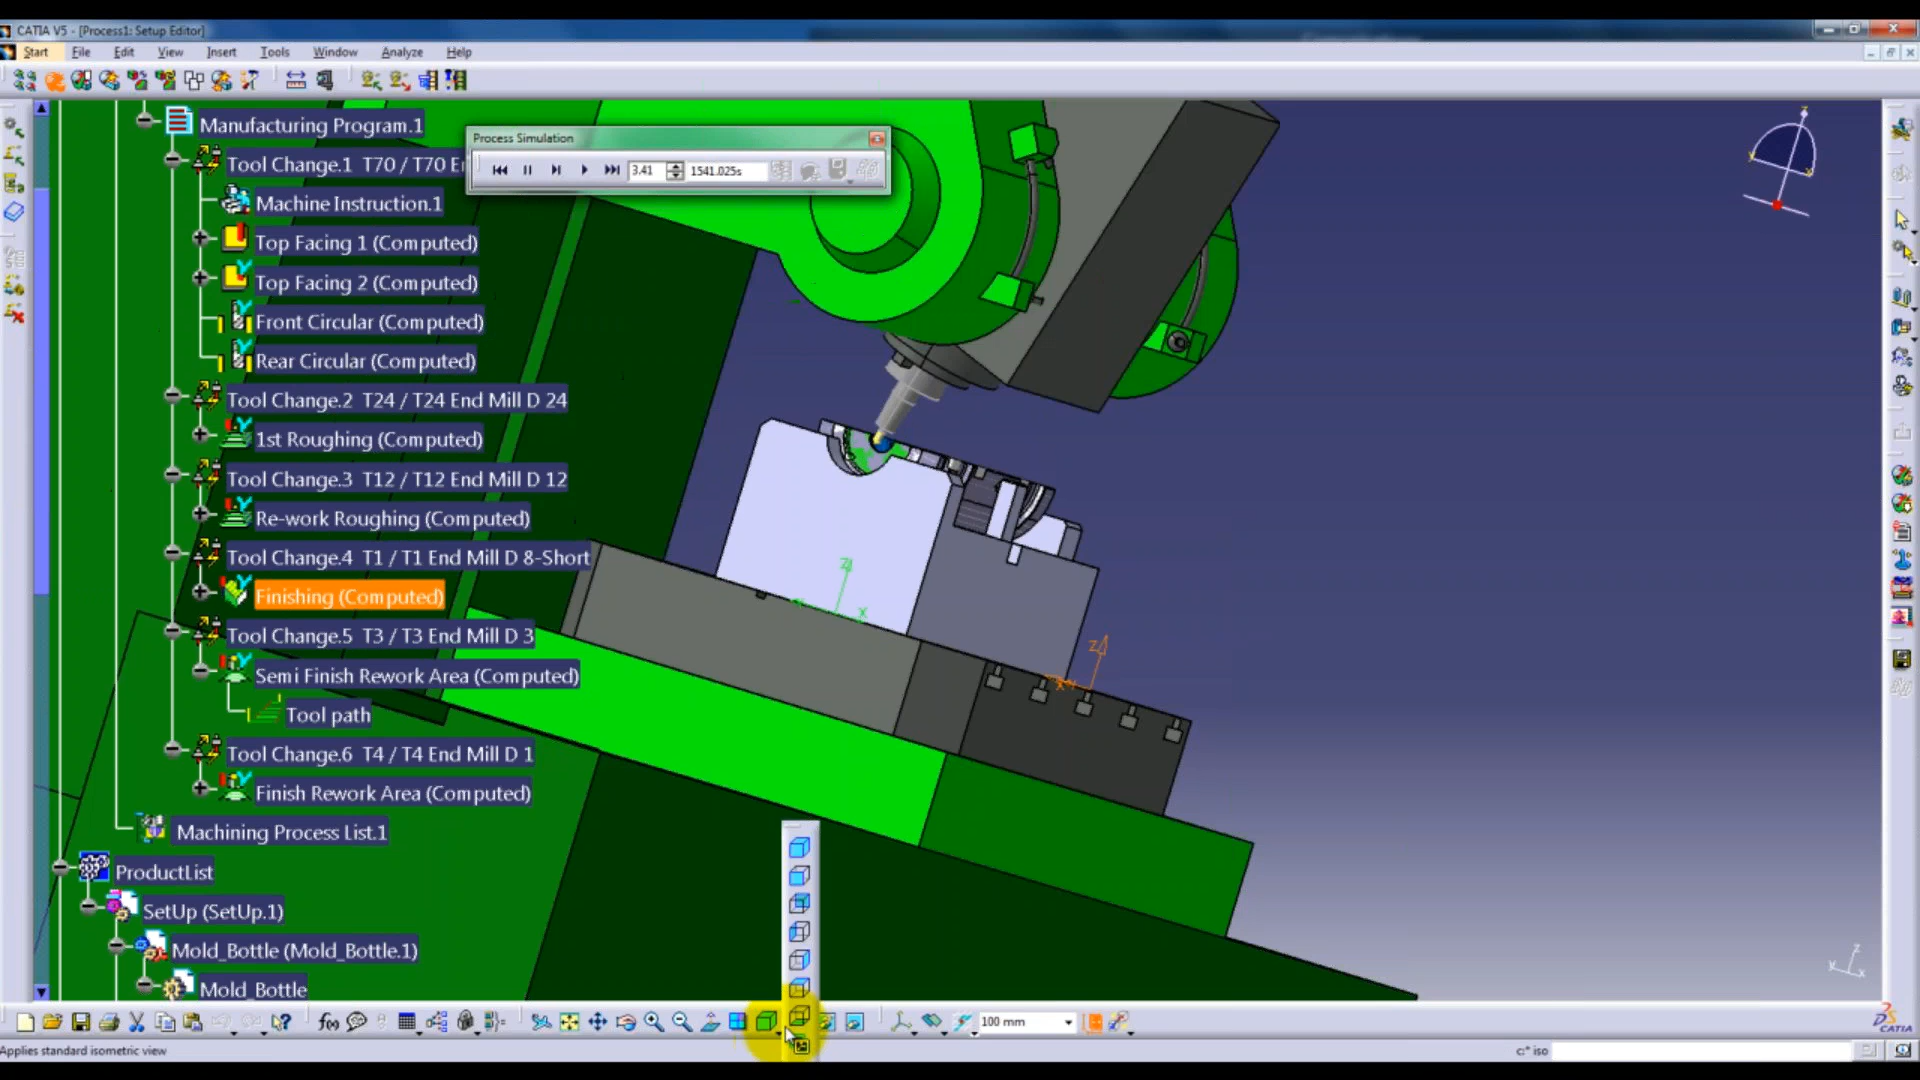 CATIA V5 - [Process1: Setup Editor]
Start File Edit View Insert Tools Window Analyze Help
Manufacturing Program.1
Process Simulation
Tool Change.1 T70 / T70 E
3.41 1541.025s
Machine Instruction.1
Top Facing 1 (Computed)
Top Facing 2 (Computed)
Front Circular (Computed)
Rear Circular (Computed)
Tool Change.2 T24 / T24 End Mill D 24
1st Roughing (Computed)
Tool Change.3 T12 / T12 End Mill D 12
Re-work Roughing (Computed)
Tool Change.4 T1 / T1 End Mill D 8-Short
Finishing (Computed)
Tool Change.5 T3 / T3 End Mill D 3
Semi Finish Rework Area (Computed)
Tool path
Tool Change.6 T4 / T4 End Mill D 1
Finish Rework Area (Computed)
Machining Process List.1
ProductList
SetUp (SetUp.1)
Mold_Bottle (Mold_Bottle.1)
Mold_Bottle
Z
X
Z
z
y
x
f(x)
100 mm
CATIA
Applies standard isometric view
c:* iso